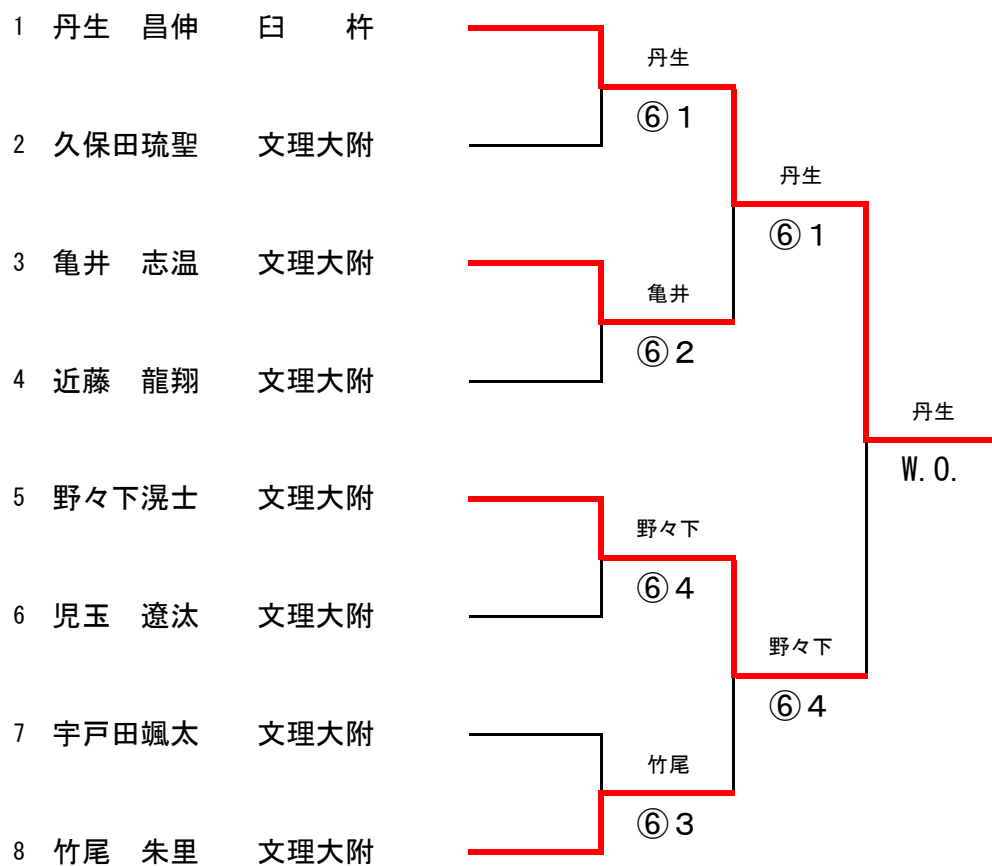 1 丹生　昌伸 臼　杵
丹生
⑥1
2 久保田琉聖 文理大附
丹生
⑥1
3 亀井　志温 文理大附
亀井
⑥2
4 近藤　龍翔 文理大附
丹生
W.O.
5 野々下滉士 文理大附
野々下
⑥4
6 児玉　遼汰 文理大附
野々下
⑥4
7 宇戸田颯太 文理大附
竹尾
⑥3
8 竹尾　朱里 文理大附